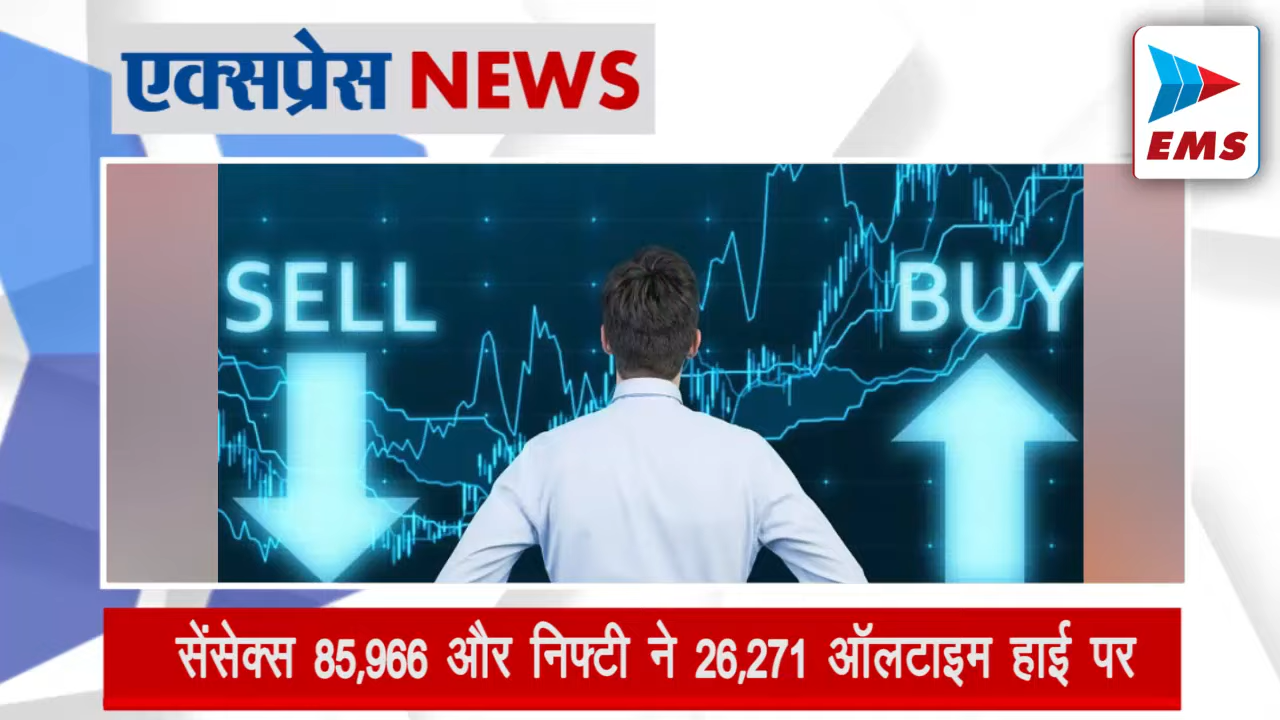 एक्सप्रेस NEWS
EMS
SELL
BUY
सेंसेक्स 85,966 और निफ्टी ने 26,271 ऑलटाइम हाई पर